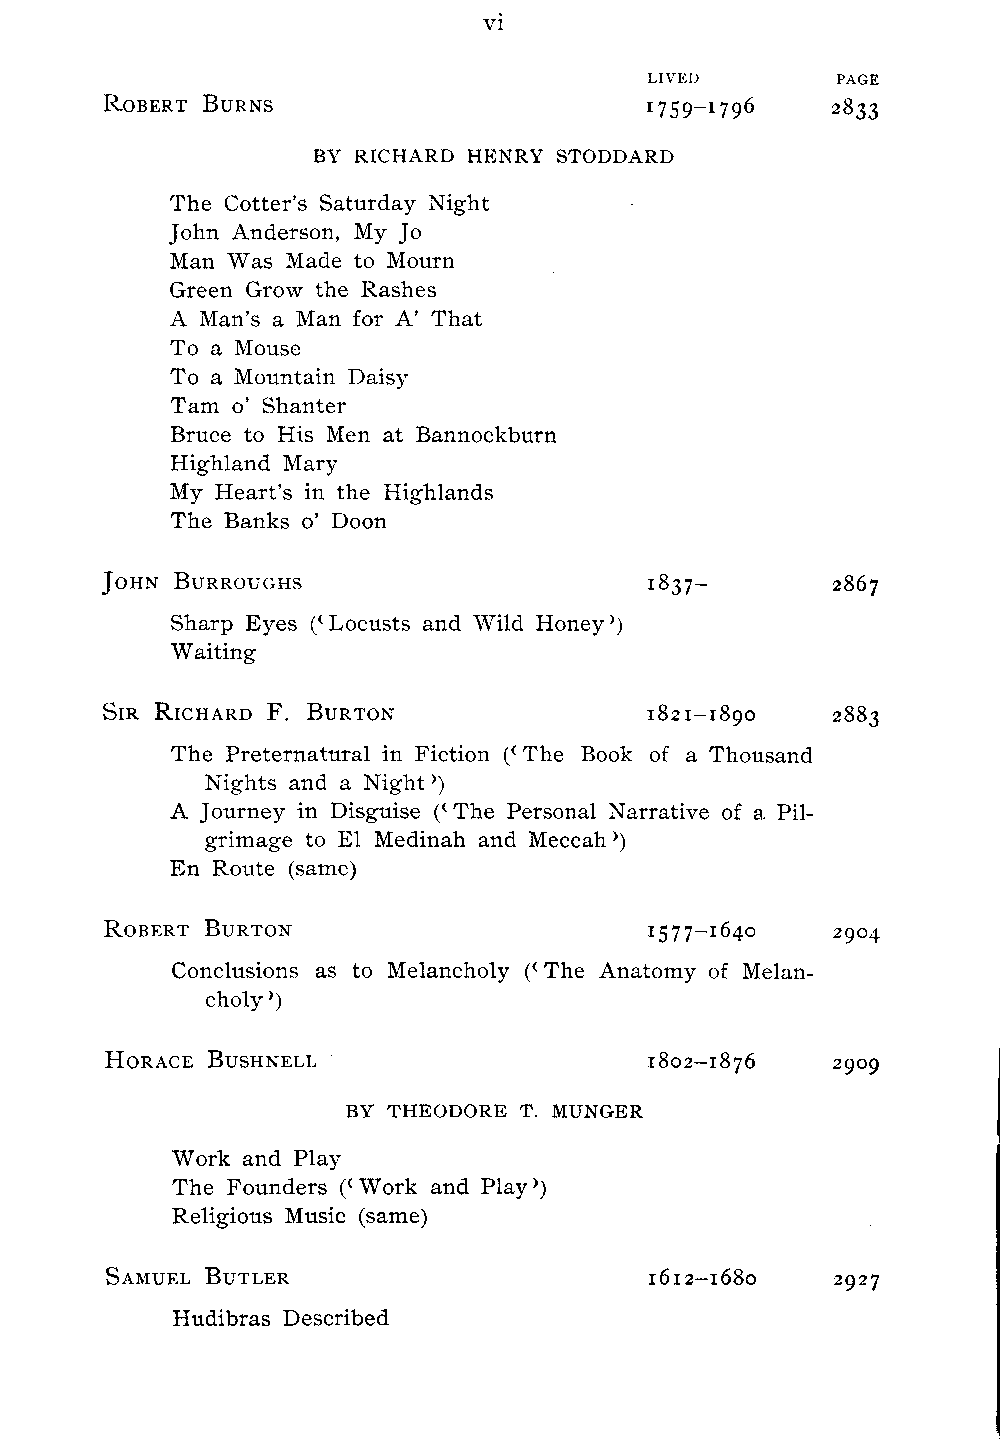 vi
LIVED PAGE
ROBERT BURNS 1759–1796 2833
BY RICHARD HENRY STODDARD
The Cotter's Saturday Night
John Anderson, My Jo
Man Was Made to Mourn
Green Grow the Rashes
A Man's a Man for A' That
To a Mouse
To a Mountain Daisy
Tam o' Shanter
Bruce to His Men at Bannockburn
Highland Mary
My Heart's in the Highlands
The Banks o' Doon
JOHN BURROUGHS 1837– 2867
Sharp Eyes (‘Locusts and Wild Honey’)
Waiting
SIR RICHARD F. BURTON 1821–1890 2883
The Preternatural in Fiction (‘The Book of a Thousand
Nights and a Night’)
A Journey in Disguise (‘The Personal Narrative of a Pil-
grimage to El Medinah and Meccah’)
En Route (same)
ROBERT BURTON 1577–1640 2904
Conclusions as to Melancholy (‘The Anatomy of Melan-
choly’)
HORACE BUSHNELL 1802–1876 2909
BY THEODORE T. MUNGER
Work and Play
The Founders (‘Work and Play’)
Religious Music (same)
SAMUEL BUTLER 1612–1680 2927
Hudibras Described